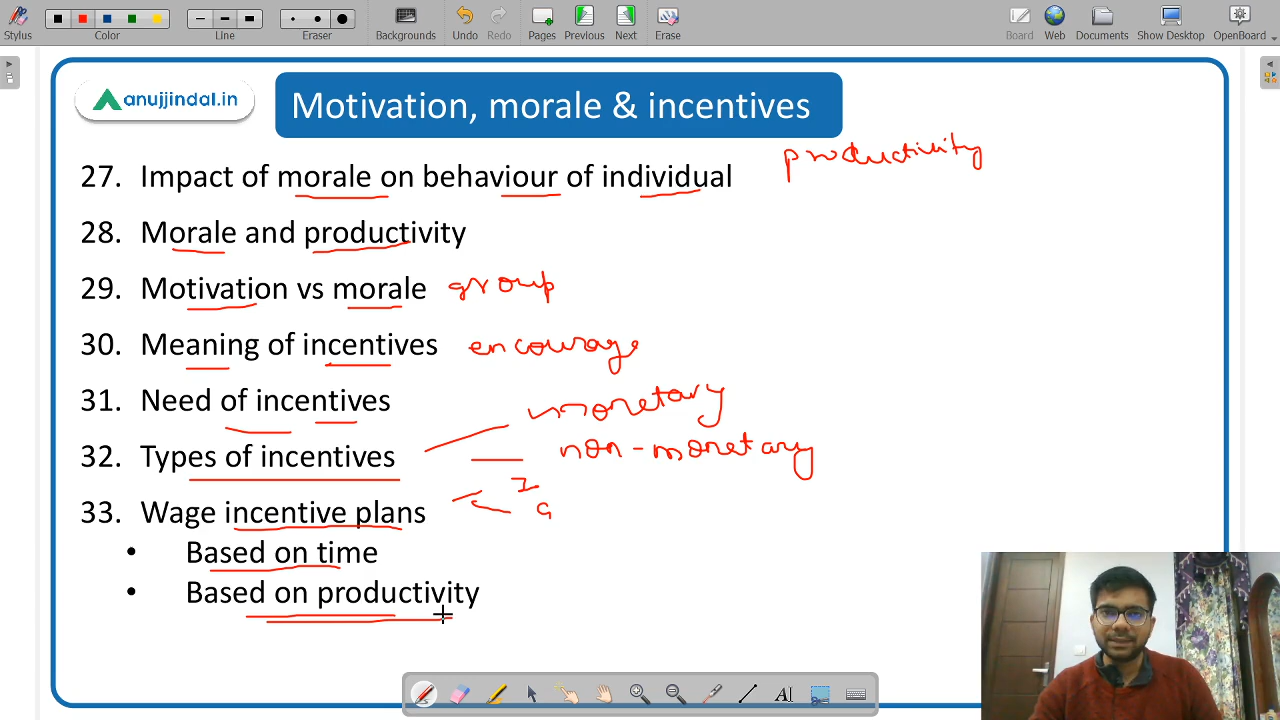 Stylus
Color
Line
Eraser
Backgrounds
Undo
Redo
Pages
Previous
Next
Erase
Board
Web
Documents
Show Desktop
OpenBoard
anujjindal.in
Motivation, morale & incentives
productivity
27. Impact of morale on behaviour of individual
28. Morale and productivity
29. Motivation vs morale group
30. Meaning of incentives encourage
31. Need of incentives
monetary
32. Types of incentives
non-monetary
I
33. Wage incentive plans
G
• Based on time
• Based on productivity
AI